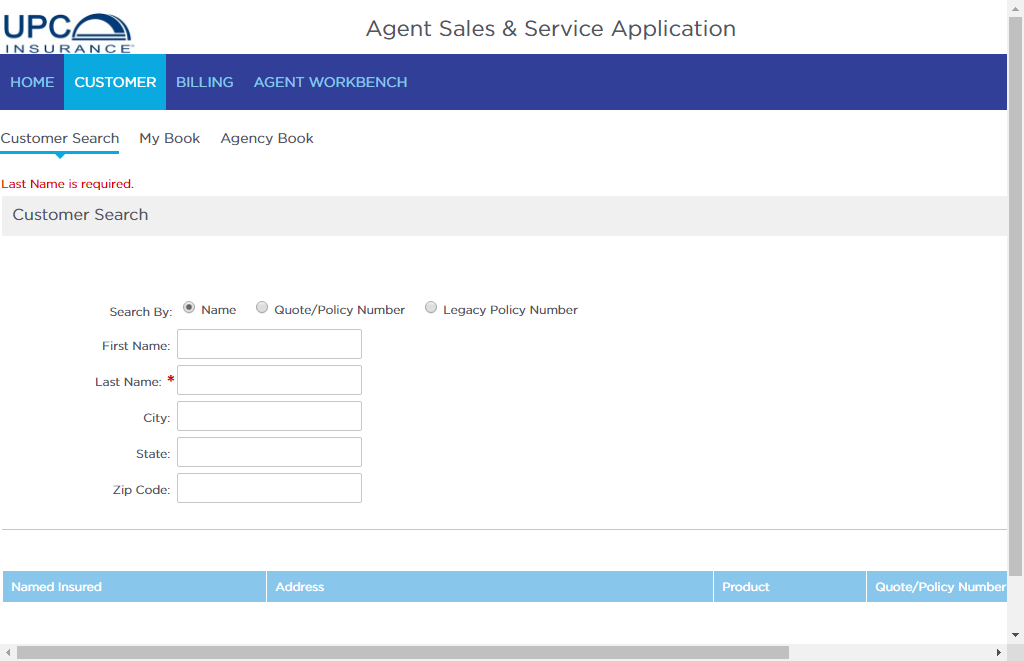 UPC
INSURANCE
Agent Sales & Service Application
HOME CUSTOMER BILLING AGENT WORKBENCH
Customer Search My Book Agency Book
Last Name is required.
Customer Search
Search By: Name Quote/Policy Number Legacy Policy Number
First Name:
Last Name: *
City:
State:
Zip Code:
Named Insured Address Product Quote/Policy Number